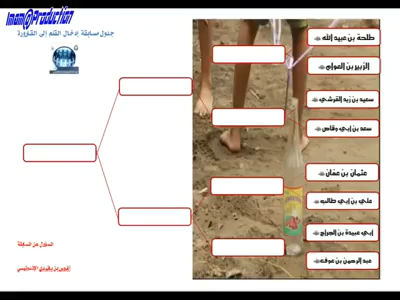 Imam@Production
جدول مسابقة إدخال القلم إلى القارورة
طلحة بن عبيد الله
الزبير بن العوام
سعيد بن زيد القرشي
سعد بن أبي وقاص
عثمان بن عفان
علي بن أبي طالب
أبي عبيدة بن الجراح
عبد الرحمن بن عوف
المسؤول عن المسابقة
الإندونيسي